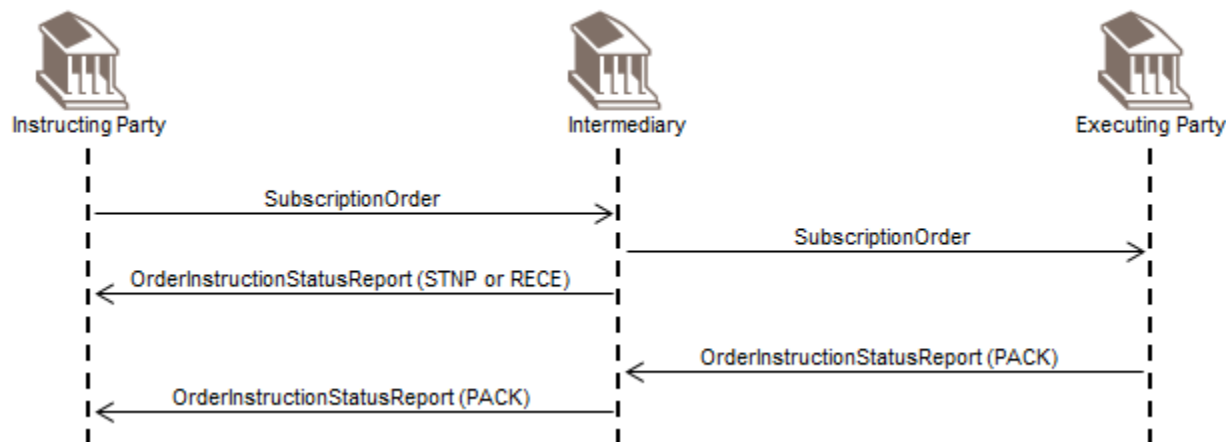 Instructing Party
Intermediary
Executing Party
SubscriptionOrder
SubscriptionOrder
OrderInstructionStatusReport (STNP or RECE)
OrderInstructionStatusReport (PACK)
OrderInstructionStatusReport (PACK)